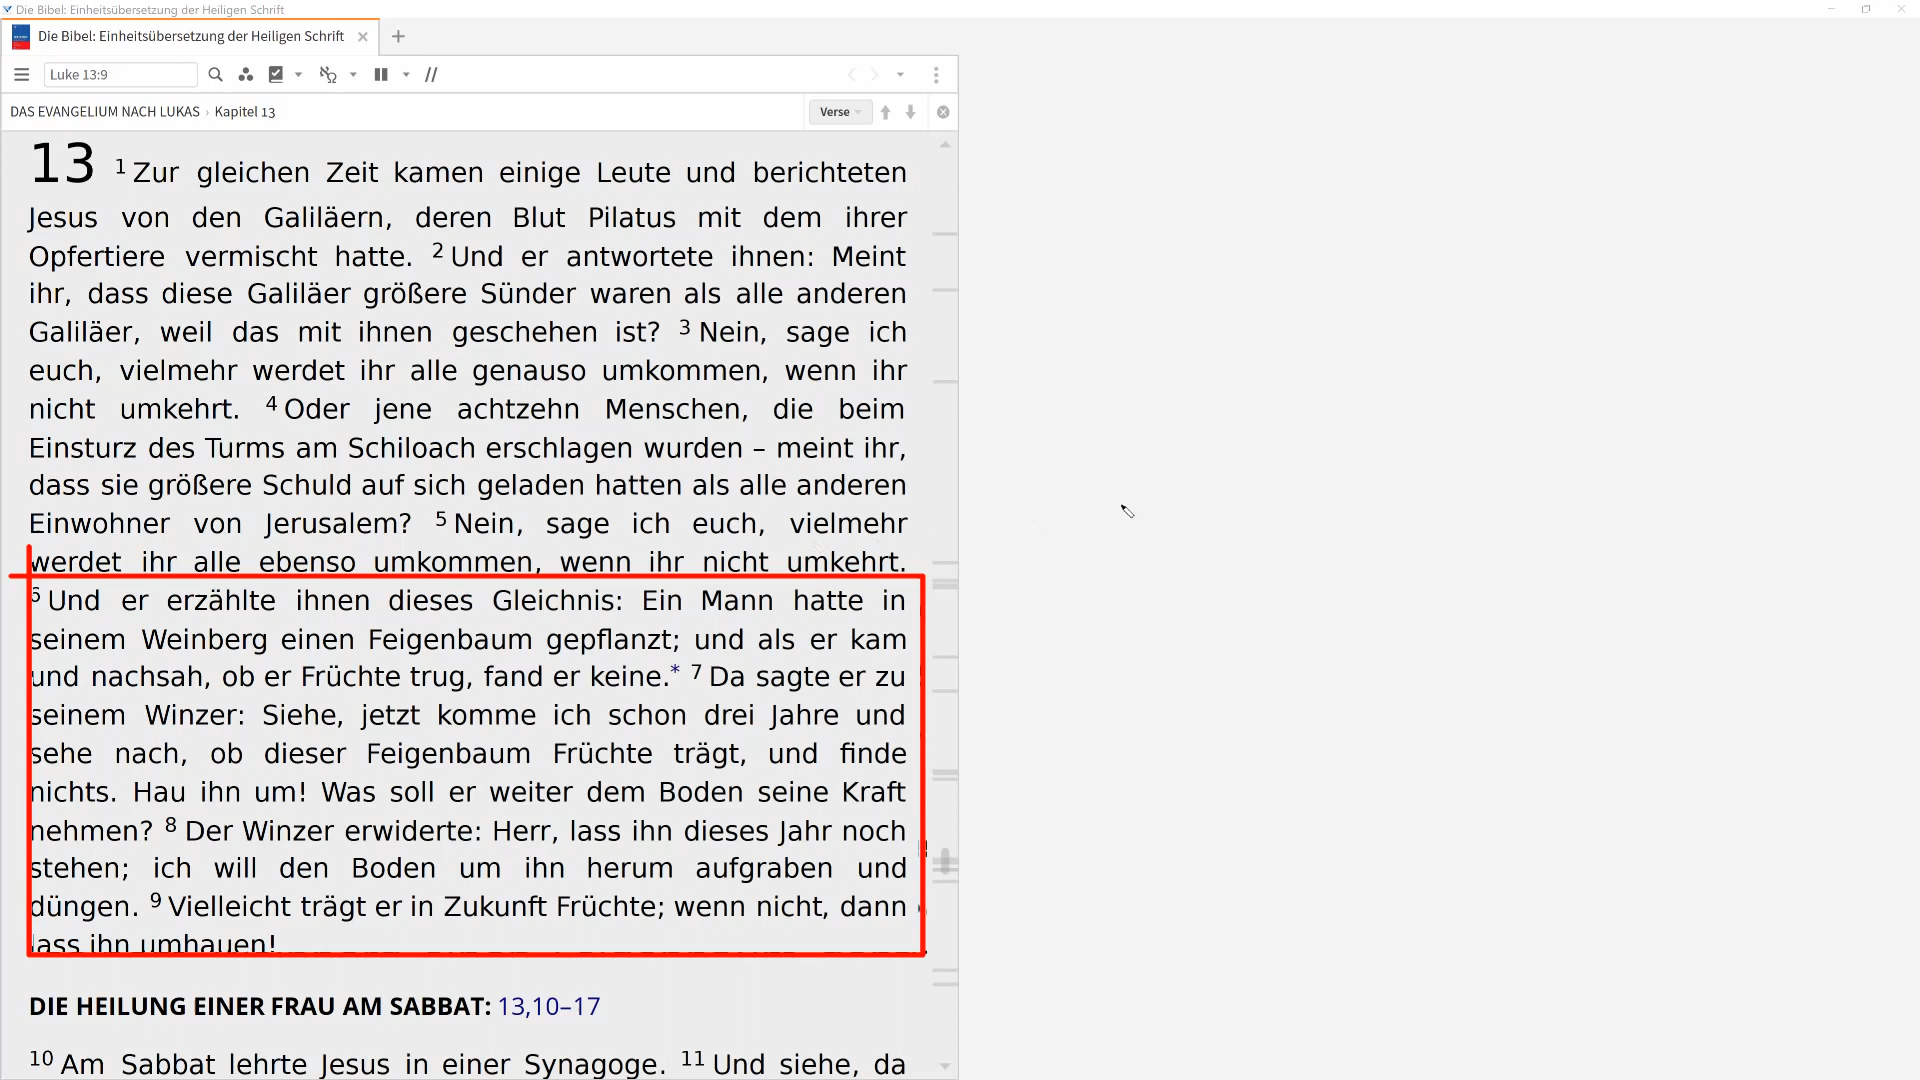 Die Bibel: Einheitsübersetzung der Heiligen Schrift
Die Bibel: Einheitsübersetzung der Heiligen Schrift
Luke 13:9
DAS EVANGELIUM NACH LUKAS › Kapitel 13
Verse
13 1 Zur gleichen Zeit kamen einige Leute und berichteten
Jesus von den Galiläern, deren Blut Pilatus mit dem ihrer
Opfertiere vermischt hatte. 2 Und er antwortete ihnen: Meint
ihr, dass diese Galiläer größere Sünder waren als alle anderen
Galiläer, weil das mit ihnen geschehen ist? 3 Nein, sage ich
euch, vielmehr werdet ihr alle genauso umkommen, wenn ihr
nicht umkehrt. 4 Oder jene achtzehn Menschen, die beim
Einsturz des Turms am Schiloach erschlagen wurden – meint ihr,
dass sie größere Schuld auf sich geladen hatten als alle anderen
Einwohner von Jerusalem? 5 Nein, sage ich euch, vielmehr
werdet ihr alle ebenso umkommen, wenn ihr nicht umkehrt.
6 Und er erzählte ihnen dieses Gleichnis: Ein Mann hatte in
seinem Weinberg einen Feigenbaum gepflanzt; und als er kam
und nachsah, ob er Früchte trug, fand er keine.* 7 Da sagte er zu
seinem Winzer: Siehe, jetzt komme ich schon drei Jahre und
sehe nach, ob dieser Feigenbaum Früchte trägt, und finde
nichts. Hau ihn um! Was soll er weiter dem Boden seine Kraft
nehmen? 8 Der Winzer erwiderte: Herr, lass ihn dieses Jahr noch
stehen; ich will den Boden um ihn herum aufgraben und
düngen. 9 Vielleicht trägt er in Zukunft Früchte; wenn nicht, dann
lass ihn umhauen!
DIE HEILUNG EINER FRAU AM SABBAT: 13,10–17
10 Am Sabbat lehrte Jesus in einer Synagoge. 11 Und siehe, da